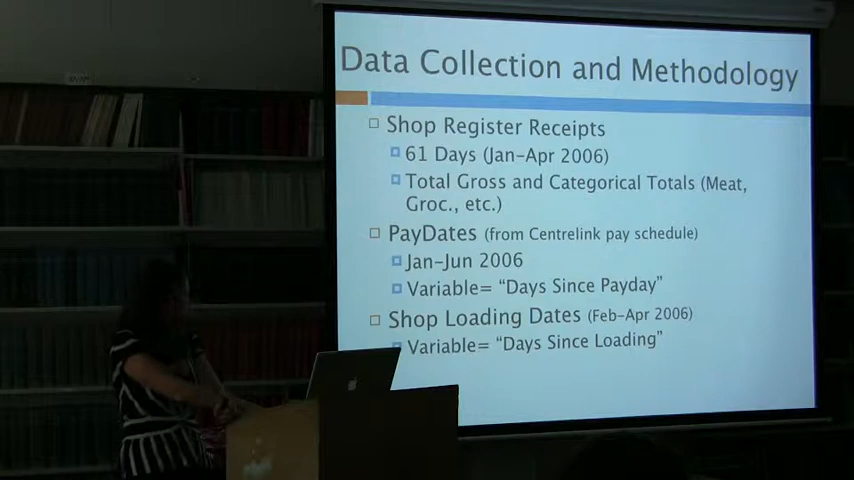 Data Collection and Methodology
Shop Register Receipts
61 Days (Jan-Apr 2006)
Total Gross and Categorical Totals (Meat,
Groc., etc.)
PayDates (from Centrelink pay schedule)
Jan-Jun 2006
Variable= “Days Since Payday”
Shop Loading Dates (Feb-Apr 2006)
Variable= “Days Since Loading”